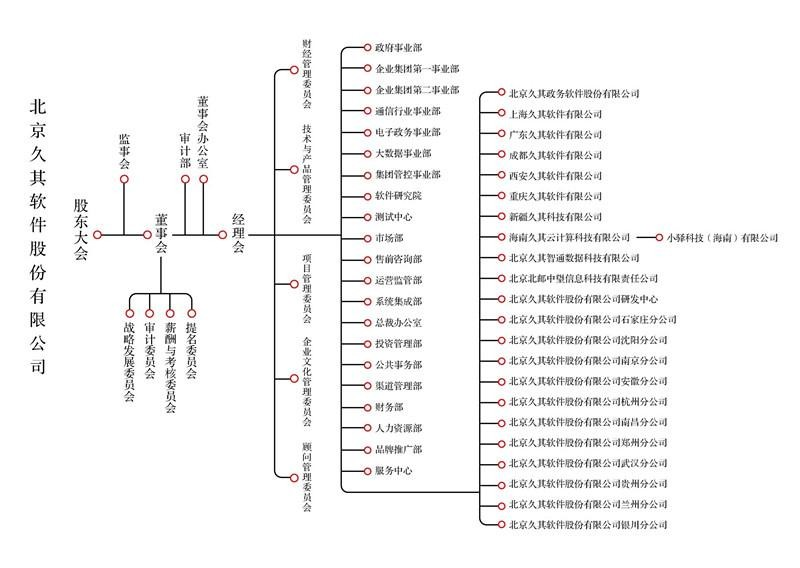 北京久其软件股份有限公司
股东大会
监事会
董事会
审计部
董事会办公室
经理会
战略发展委员会
审计委员会
薪酬与考核委员会
提名委员会
财经管理委员会
技术与产品管理委员会
项目管理委员会
企业文化管理委员会
顾问管理委员会
政府事业部
企业集团第一事业部
企业集团第二事业部
通信行业事业部
电子政务事业部
大数据事业部
集团管控事业部
软件研究院
测试中心
市场部
售前咨询部
运营监管部
系统集成部
总裁办公室
投资管理部
公共事务部
渠道管理部
财务部
人力资源部
品牌推广部
服务中心
北京久其政务软件股份有限公司
上海久其软件有限公司
广东久其软件有限公司
成都久其软件有限公司
西安久其软件有限公司
重庆久其软件有限公司
新疆久其科技有限公司
海南久其云计算科技有限公司
小驿科技（海南）有限公司
北京久其智通数据科技有限公司
北京北邮中望信息科技有限责任公司
北京久其软件股份有限公司研发中心
北京久其软件股份有限公司石家庄分公司
北京久其软件股份有限公司沈阳分公司
北京久其软件股份有限公司南京分公司
北京久其软件股份有限公司安徽分公司
北京久其软件股份有限公司杭州分公司
北京久其软件股份有限公司南昌分公司
北京久其软件股份有限公司郑州分公司
北京久其软件股份有限公司武汉分公司
北京久其软件股份有限公司贵州分公司
北京久其软件股份有限公司兰州分公司
北京久其软件股份有限公司银川分公司